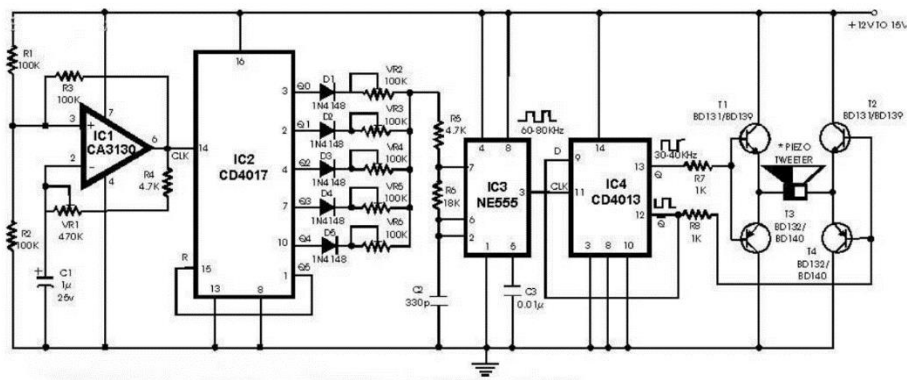 +12V TO 15V
R1
100K
R3
100K
3
+
7
IC1
CA3130
6
2
-
4
R4
4.7K
CLK
VR1
470K
R2
100K
+
C1
1µ
25v
16
14
IC2
CD4017
3
Q0
2
Q1
4
Q2
7
Q3
10
Q4
1
Q5
R
15
13
8
D1
1N4148
D2
1N4148
D3
1N4148
D4
1N4148
D5
1N4148
VR2
100K
VR3
100K
VR4
100K
VR5
100K
VR6
100K
R5
4.7K
R6
18K
C2
330p
4
8
7
6
2
IC3
NE555
3
1
5
C3
0.01µ
60-80KHz
D
9
CLK
11
14
IC4
CD4013
13
Q
12
Q
3
8
10
30-40KHz
R7
1K
R8
1K
T1
BD131/BD139
T2
BD131/BD139
* PIEZO
TWEETER
T3
BD132/
BD140
T4
BD132/
BD140